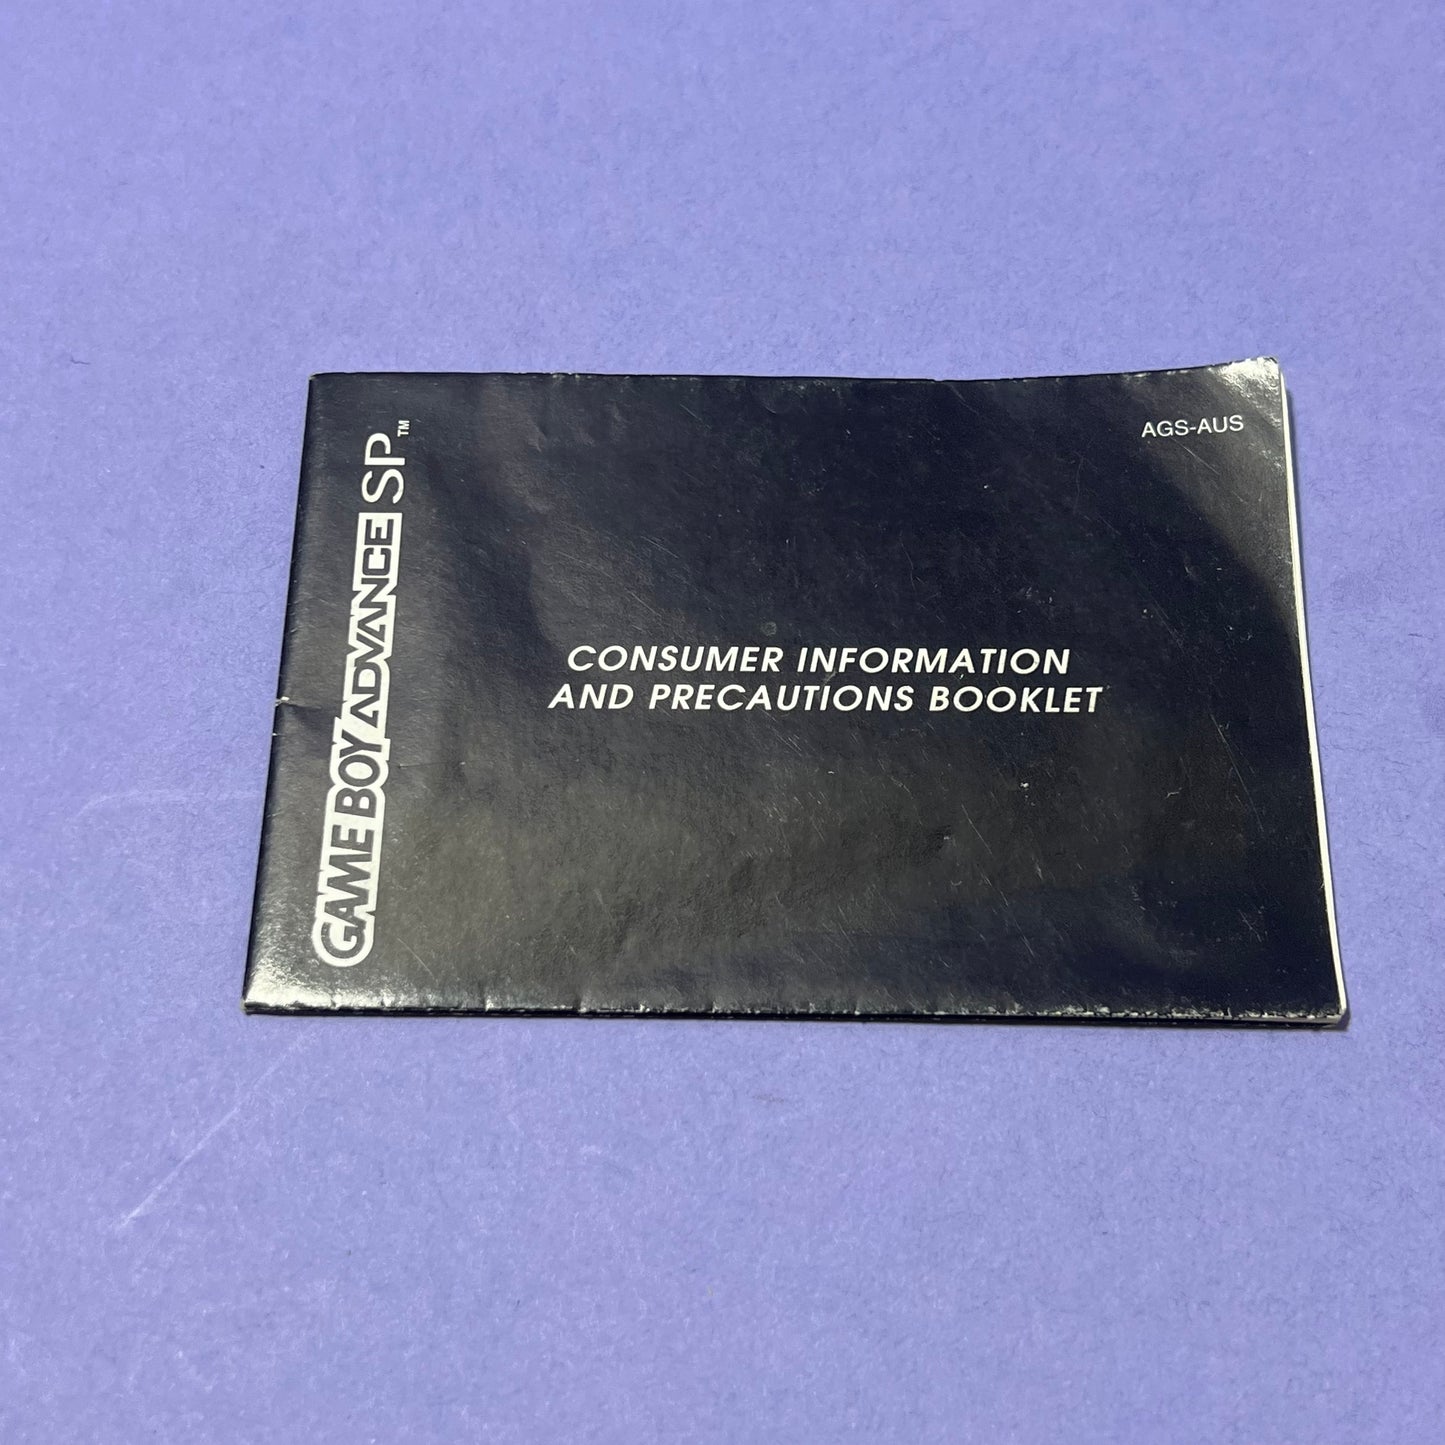 AGS-AUS
GAME BOY ADVANCE SP™
CONSUMER INFORMATION
AND PRECAUTIONS BOOKLET